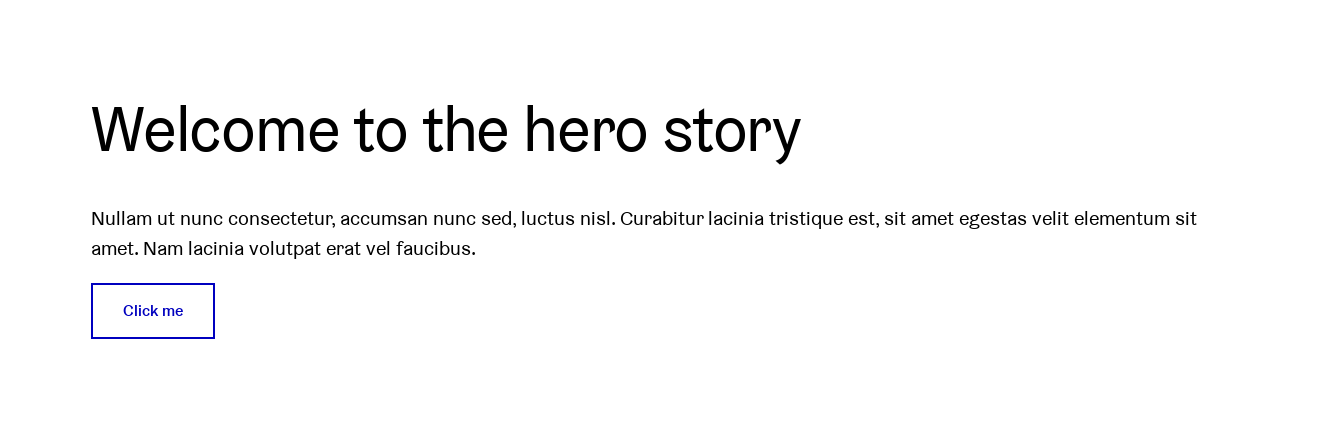 Welcome to the hero story
Nullam ut nunc consectetur, accumsan nunc sed, luctus nisl. Curabitur lacinia tristique est, sit amet egestas velit elementum sit
amet. Nam lacinia volutpat erat vel faucibus.
Click me